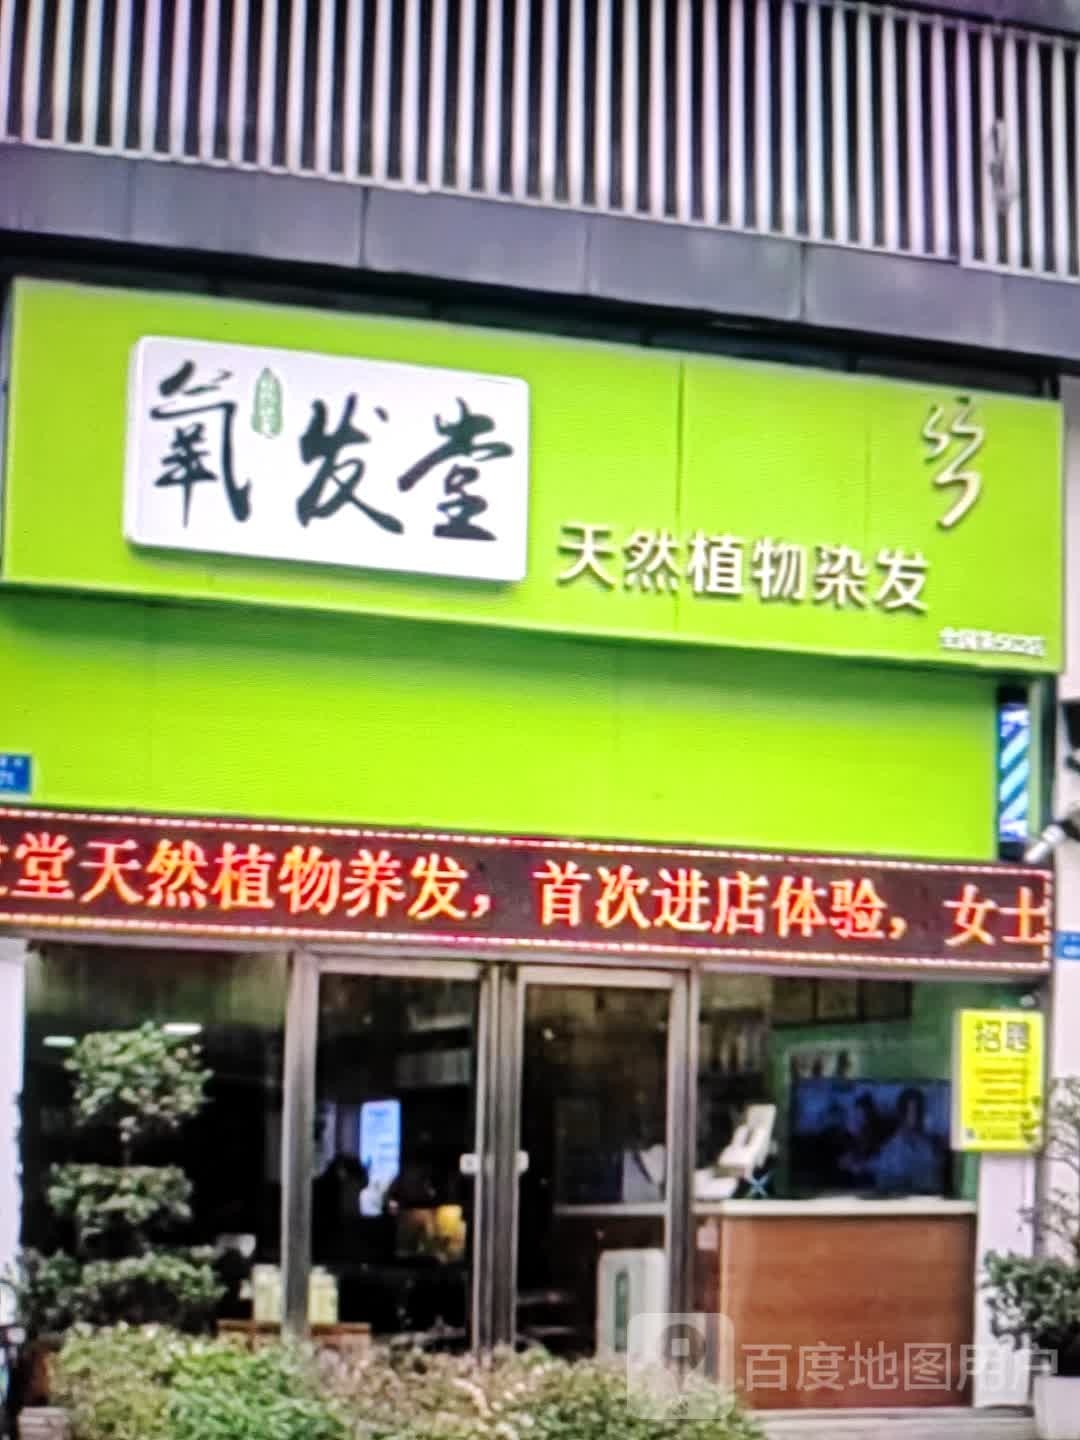 氧发堂
天然植物染发
堂天然植物养发，首次进店体验，女士
招聘
百度地图用户